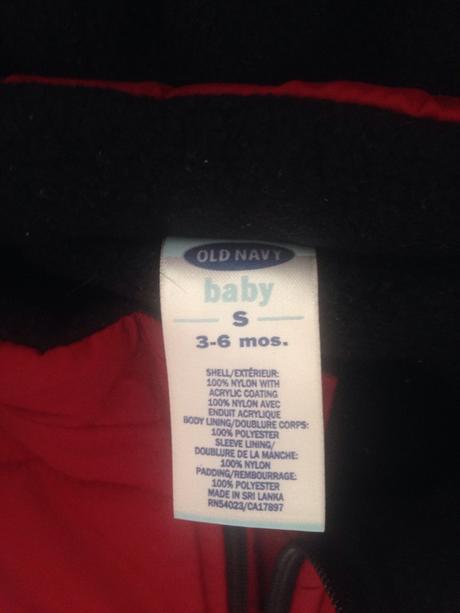 OLD NAVY
baby
S
3-6 mos.
SHELL/EXTÉRIEUR:
100% NYLON WITH
ACRYLIC COATING
100% NYLON AVEC
ENDUIT ACRYLIQUE
BODY LINING/DOUBLURE CORPS:
100% POLYESTER
SLEEVE LINING/
DOUBLURE DE LA MANCHE:
100% NYLON
PADDING/REMBOURRAGE:
100% POLYESTER
MADE IN SRI LANKA
RN54023/CA17897